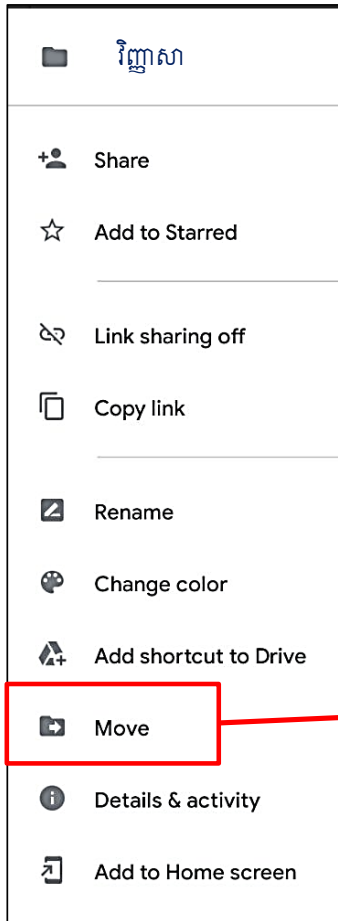 វិញ្ញាសា
Share
Add to Starred
Link sharing off
Copy link
Rename
Change color
Add shortcut to Drive
Move
Details & activity
Add to Home screen